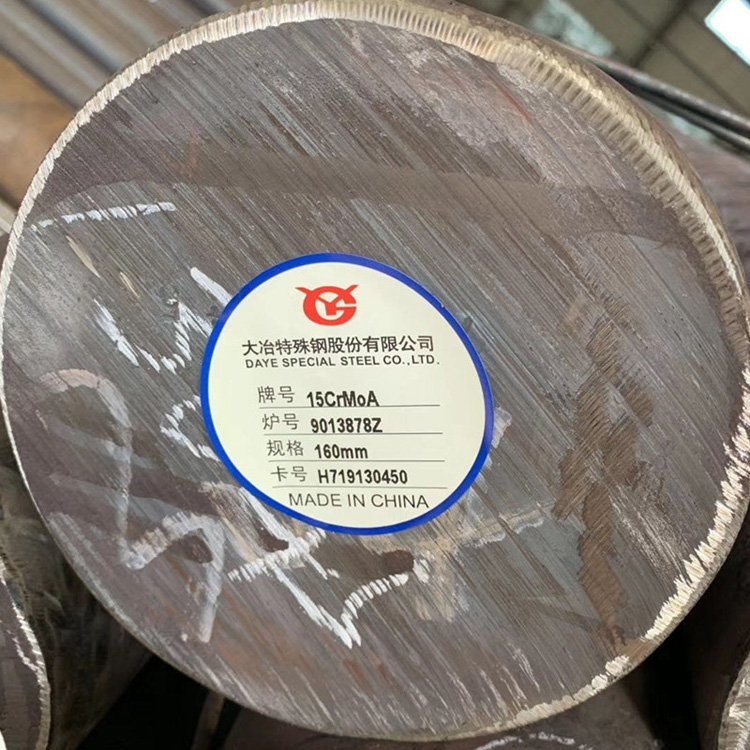 大冶特殊钢股份有限公司
DAYE SPECIAL STEEL CO.,LTD.
牌号 15CrMoA
炉号 9013878Z
规格 160mm
卡号 H719130450
MADE IN CHINA